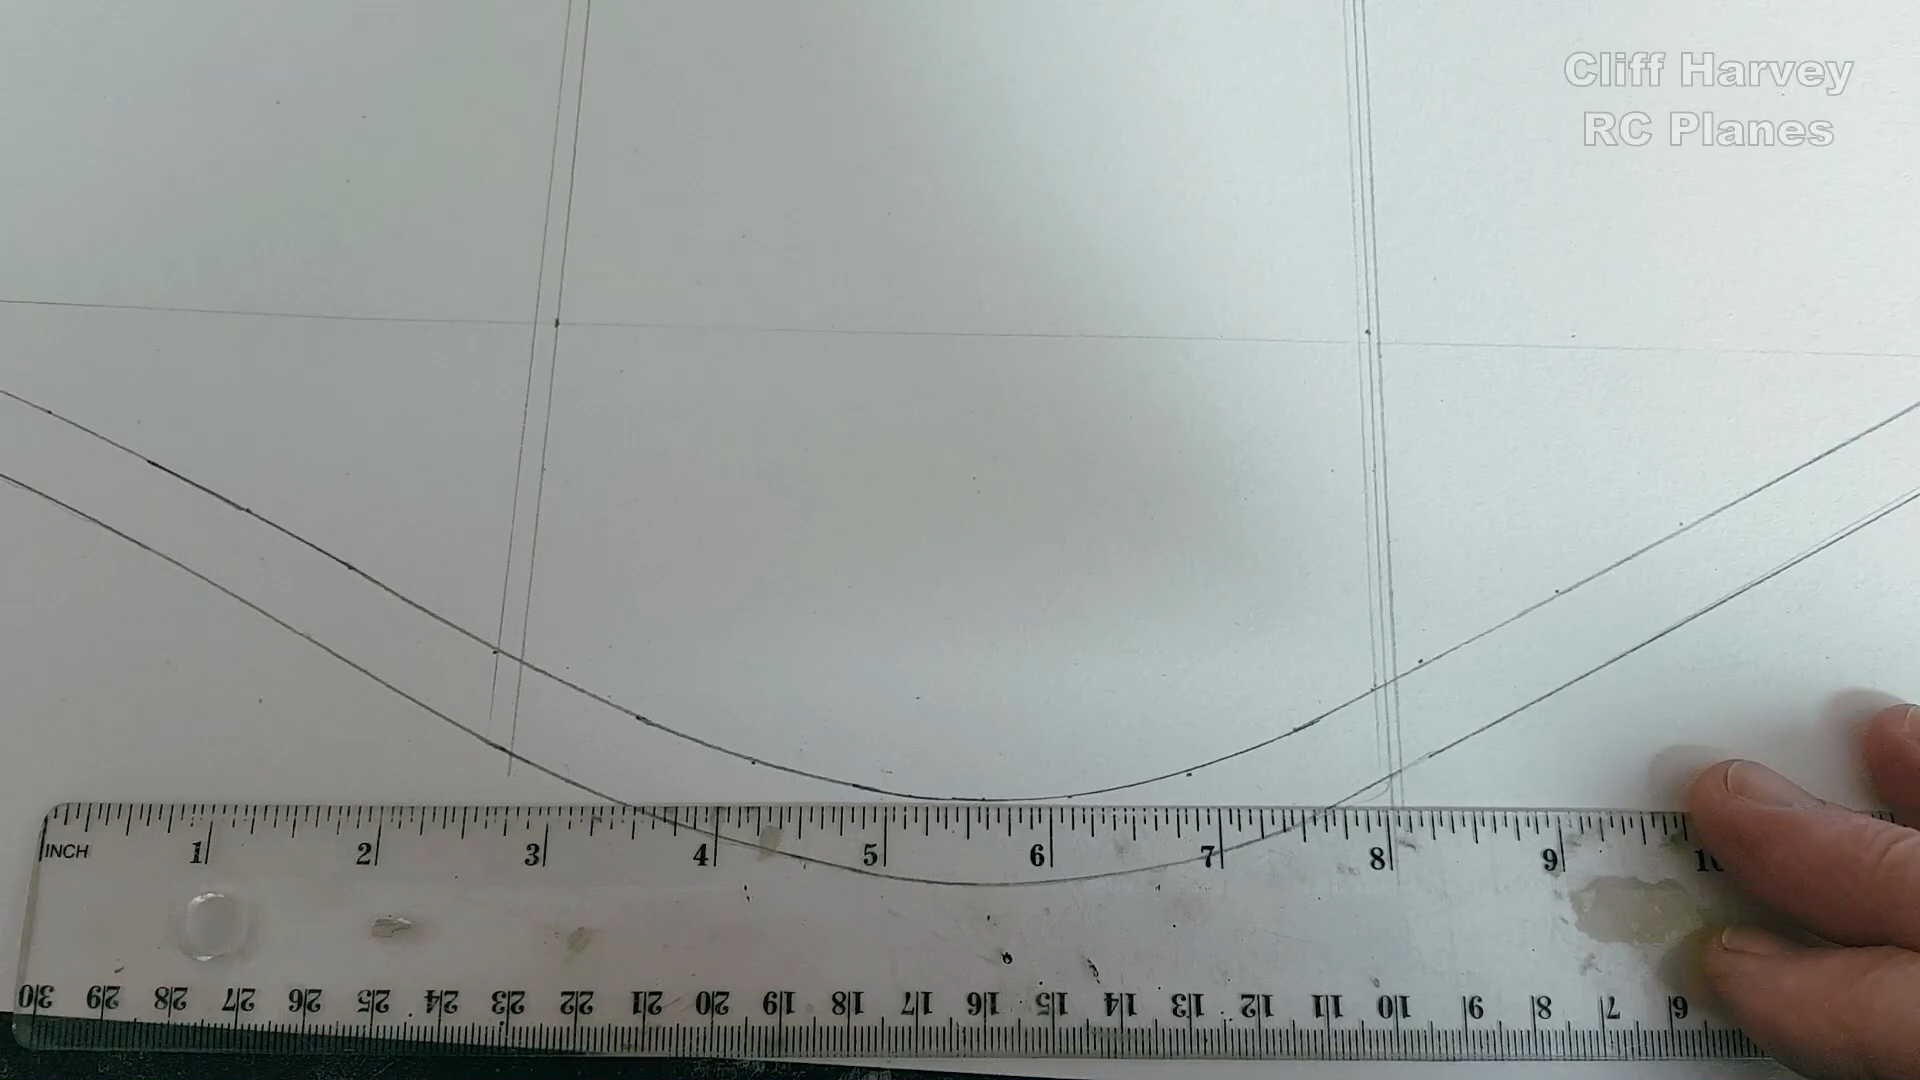 Cliff Harvey
RC Planes
INCH 1 2 3 4 5 6 7 8 9
30 29 28 27 26 25 24 23 22 21 20 19 18 17 16 15 14 13 12 11 10 9 8 7 6